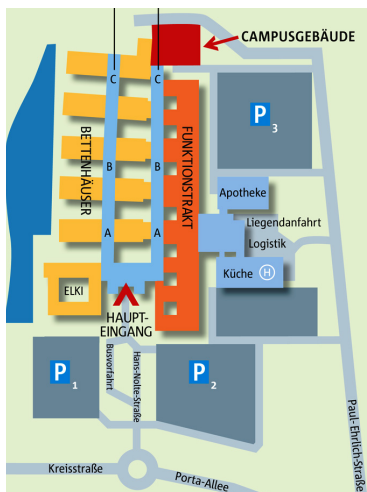 CAMPUSGEBÄUDE
C
C
P 3
BETTENHÄUSER
FUNKTIONSTRAKT
B
B
Apotheke
A
A
Liegendanfahrt
Logistik
Küche H
ELKI
HAUPT-
EINGANG
P 1
Busvorfahrt
Hans-Nolte-Straße
P 2
Paul-Ehrlich-Straße
Kreisstraße
Porta-Allee